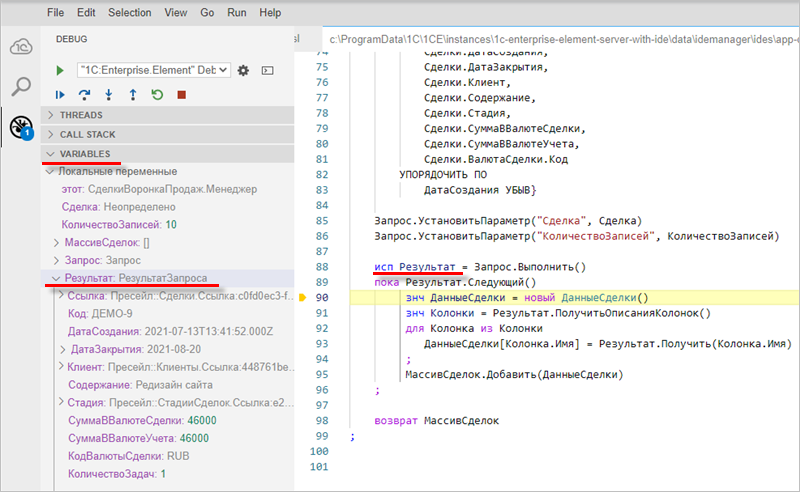 File Edit Selection View Go Run Help
DEBUG
"1C:Enterprise.Element" Det
THREADS
CALL STACK
VARIABLES
Локальные переменные
этот: СделкиВоронкаПродаж.Менеджер
Сделка: Неопределено
КоличествоЗаписей: 10
МассивСделок: []
Запрос: Запрос
Результат: РезультатЗапроса
Ссылка: Пресейл::Сделки.Ссылка:c0fd0ec3-f...
Код: ДЕМО-9
ДатаСоздания: 2021-07-13T13:41:52.000Z
ДатаЗакрытия: 2021-08-20
Клиент: Пресейл::Клиенты.Ссылка:448761be...
Содержание: Редизайн сайта
Стадия: Пресейл::СтадииСделок.Ссылка:e2...
СуммаВВалютеСделки: 46000
СуммаВВалютеУчета: 46000
КодВалютыСделки: RUB
КоличествоЗадач: 1
1C
1
sl c:\ProgramData\1C\1CE\instances\1c-enterprise-element-server-with-ide\data\idemanager\ides\app-
74 Сделки.ДатаСоздания,
75 Сделки.ДатаЗакрытия,
76 Сделки.Клиент,
77 Сделки.Содержание,
78 Сделки.Стадия,
79 Сделки.СуммаВВалютеСделки,
80 Сделки.СуммаВВалютеУчета,
81 Сделки.ВалютаСделки.Код
82 УПОРЯДОЧИТЬ ПО
83 ДатаСоздания УБЫВ}
84
85 Запрос.УстановитьПараметр("Сделка", Сделка)
86 Запрос.УстановитьПараметр("КоличествоЗаписей", КоличествоЗаписей)
87
88 исп Результат = Запрос.Выполнить()
89 пока Результат.Следующий()
90 знч ДанныеСделки = новый ДанныеСделки()
91 знч Колонки = Результат.ПолучитьОписанияКолонок()
92 для Колонка из Колонки
93 ДанныеСделки[Колонка.Имя] = Результат.Получить(Колонка.Имя)
94 ;
95 МассивСделок.Добавить(ДанныеСделки)
96 ;
97
98 возврат МассивСделок
99 ;
100
101